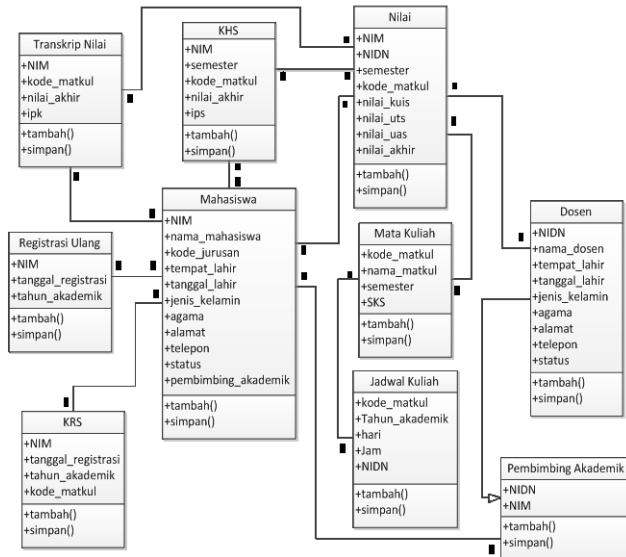 Transkrip Nilai
+NIM
+kode_matkul
+nilai_akhir
+ipk
+tambah()
+simpan()
KHS
+NIM
+semester
+kode_matkul
+nilai_akhir
+ips
+tambah()
+simpan()
Nilai
+NIM
+NIDN
+semester
+kode_matkul
+nilai_kuis
+nilai_uts
+nilai_uas
+nilai_akhir
+tambah()
+simpan()
Registrasi Ulang
+NIM
+tanggal_registrasi
+tahun_akademik
+tambah()
+simpan()
Mahasiswa
+NIM
+nama_mahasiswa
+kode_jurusan
+tempat_lahir
+tanggal_lahir
+jenis_kelamin
+agama
+alamat
+telepon
+status
+pembimbing_akademik
+tambah()
+simpan()
Mata Kuliah
+kode_matkul
+nama_matkul
+semester
+SKS
+tambah()
+simpan()
Dosen
+NIDN
+nama_dosen
+tempat_lahir
+tanggal_lahir
+jenis_kelamin
+agama
+alamat
+telepon
+status
+tambah()
+simpan()
KRS
+NIM
+tanggal_registrasi
+tahun_akademik
+kode_matkul
+tambah()
+simpan()
Jadwal Kuliah
+kode_matkul
+Tahun_akademik
+hari
+Jam
+NIDN
+tambah()
+simpan()
Pembimbing Akademik
+NIDN
+NIM
+tambah()
+simpan()